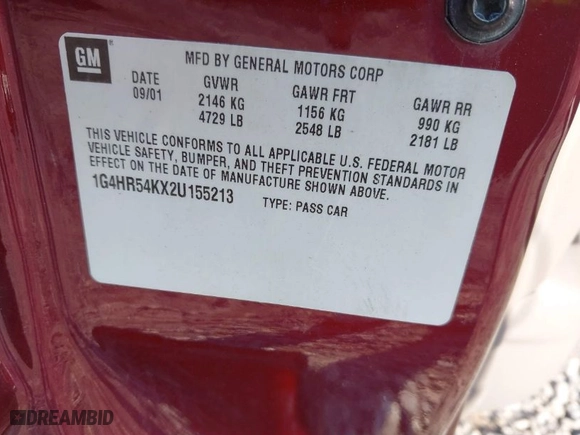 GM
MFD BY GENERAL MOTORS CORP
DATE GVWR GAWR FRT GAWR RR
09/01 2146 KG 1156 KG 990 KG
4729 LB 2548 LB 2181 LB
THIS VEHICLE CONFORMS TO ALL APPLICABLE U.S. FEDERAL MOTOR
VEHICLE SAFETY, BUMPER, AND THEFT PREVENTION STANDARDS IN
EFFECT ON THE DATE OF MANUFACTURE SHOWN ABOVE.
1G4HR54KX2U155213 TYPE: PASS CAR
DREAMBID